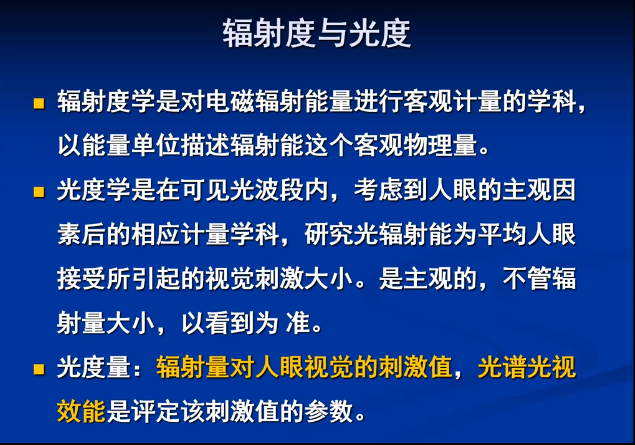 辐射度与光度
辐射度学是对电磁辐射能量进行客观计量的学科，
以能量单位描述辐射能这个客观物理量。
光度学是在可见光波段内，考虑到人眼的主观因
素后的相应计量学科，研究光辐射能为平均人眼
接受所引起的视觉刺激大小。是主观的，不管辐
射量大小，以看到为 准。
光度量：辐射量对人眼视觉的刺激值，光谱光视
效能是评定该刺激值的参数。